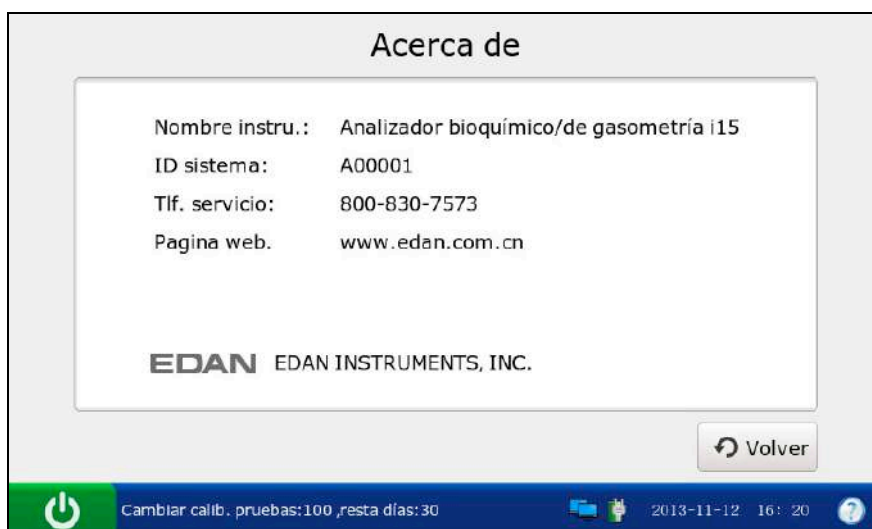 Acerca de
Nombre instru.: Analizador bioquímico/de gasometría i15
ID sistema: A00001
Tlf. servicio: 800-830-7573
Pagina web. www.edan.com.cn
EDAN EDAN INSTRUMENTS, INC.
Volver
Cambiar calib. pruebas:100 ,resta días:30 2013-11-12 16: 20 ?